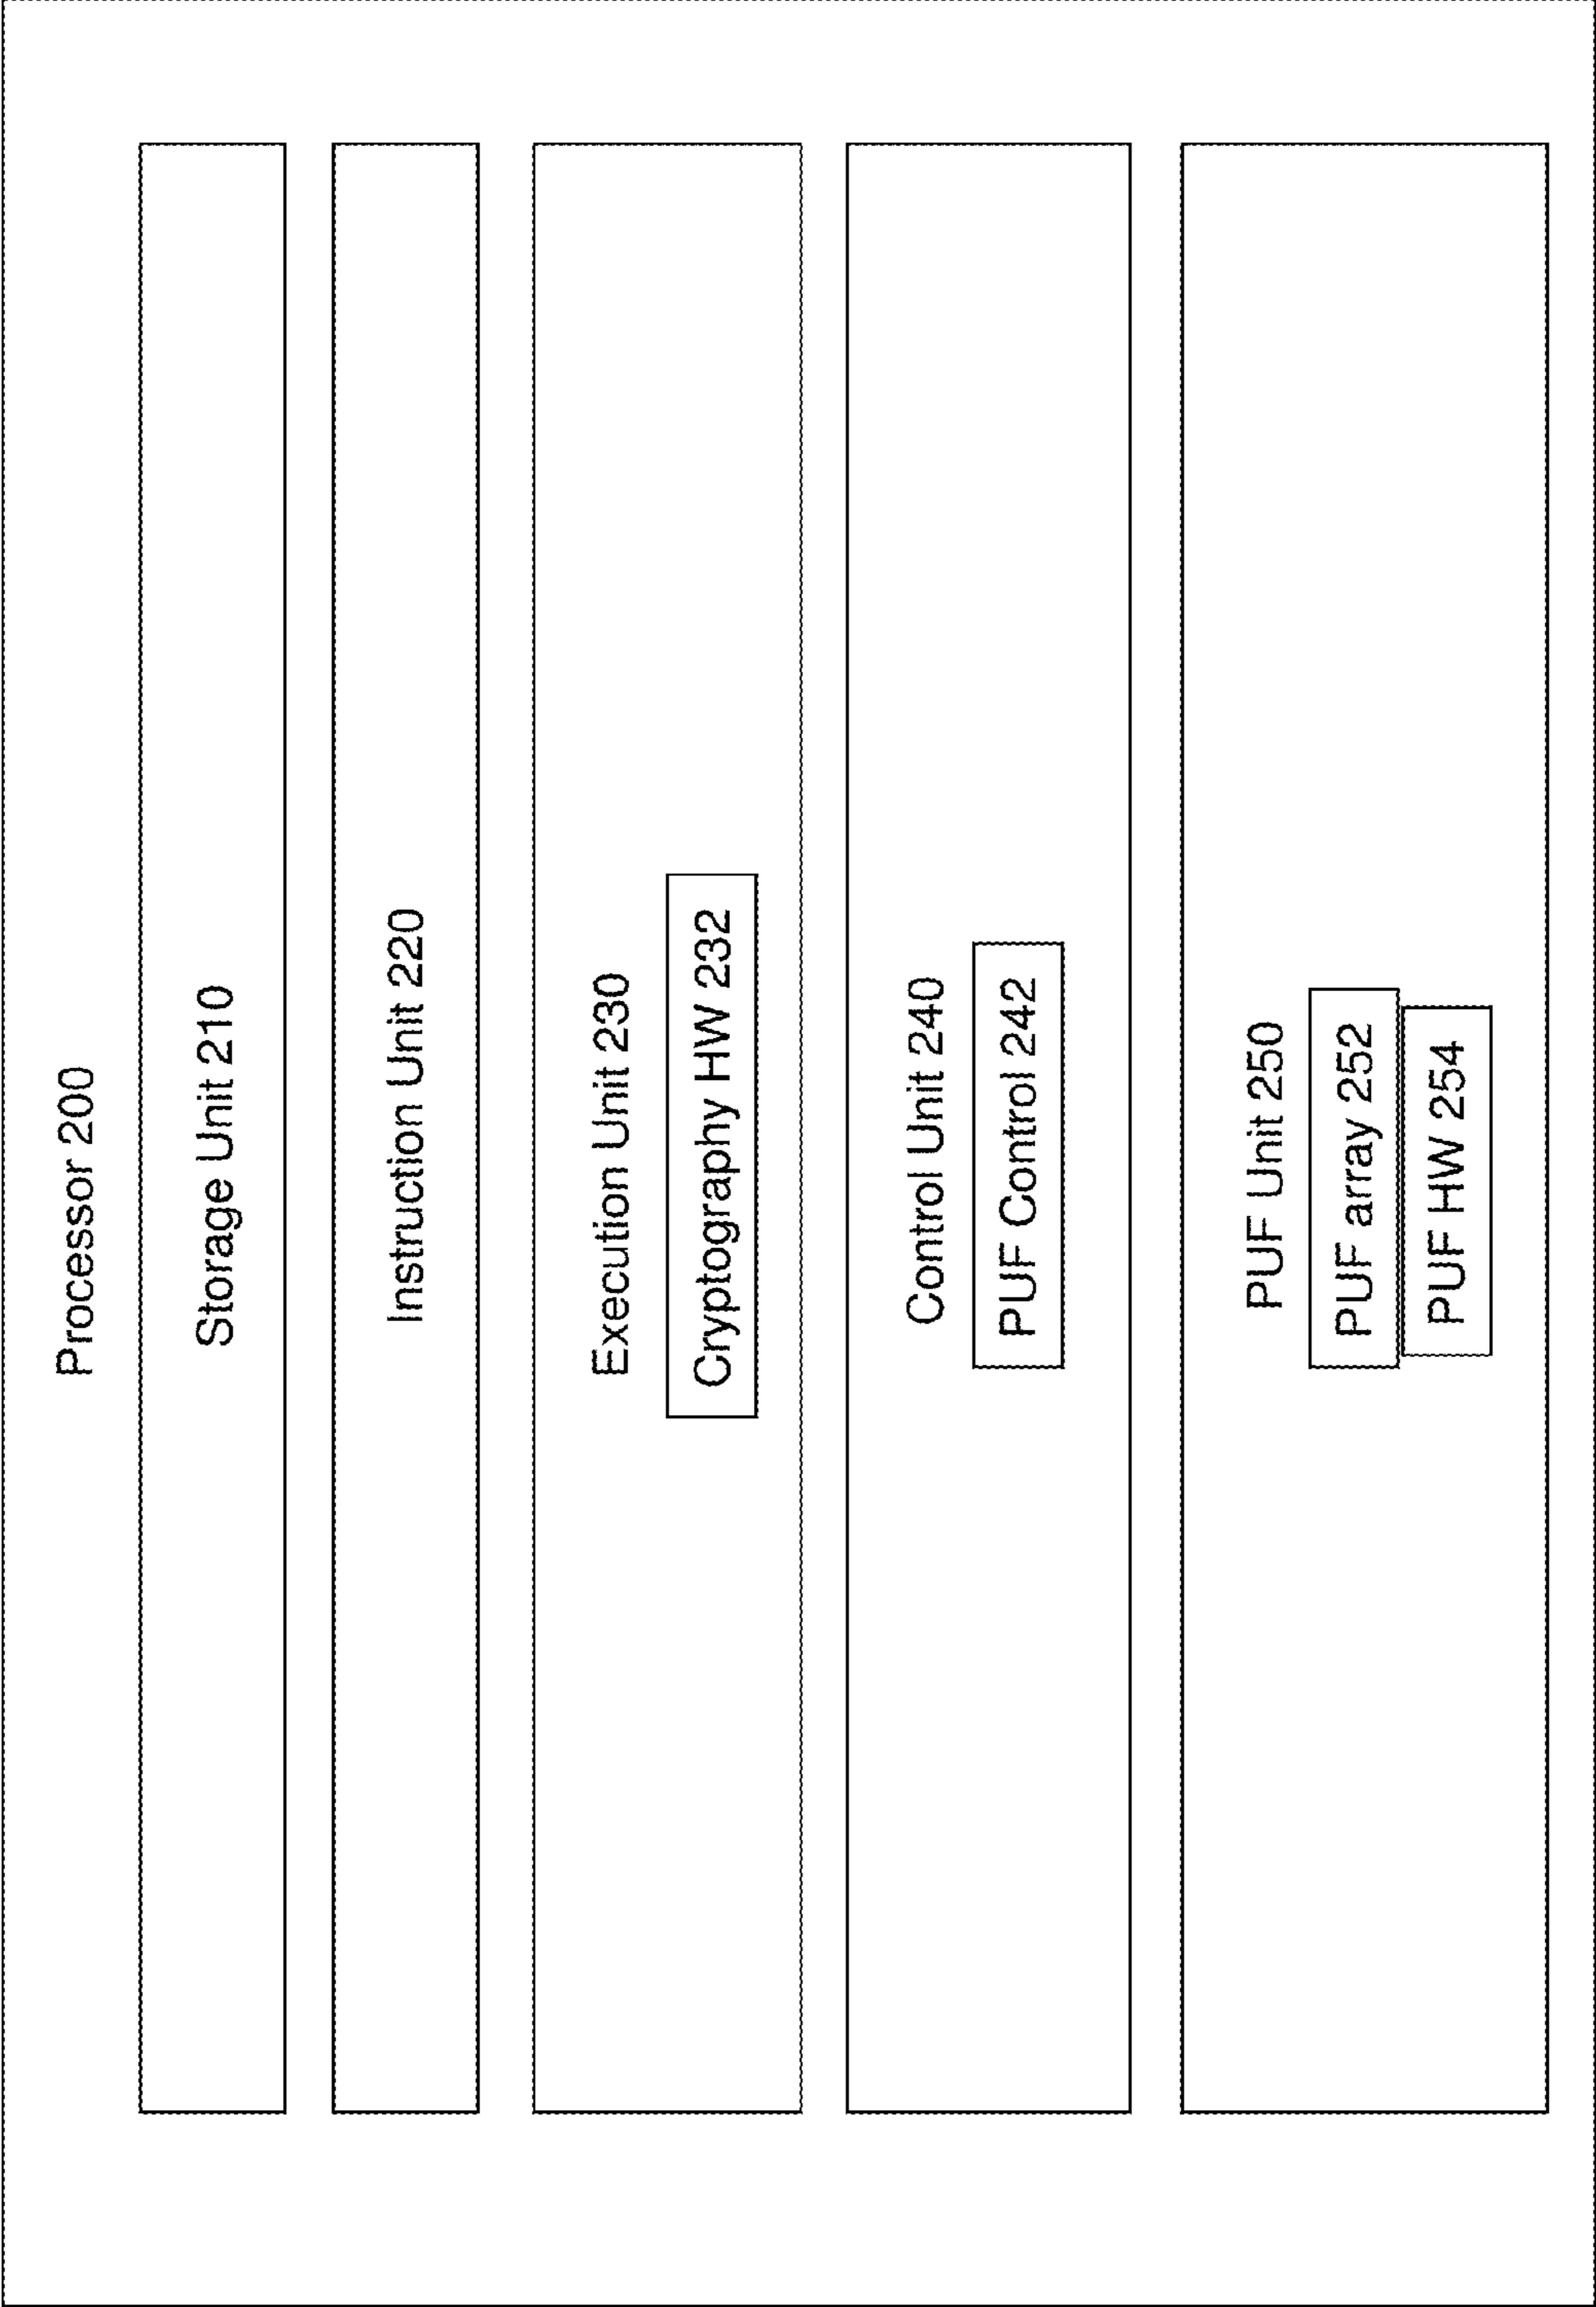 Processor 200
Storage Unit 210
Instruction Unit 220
Execution Unit 230
Cryptography HW 232
Control Unit 240
PUF Control 242
PUF Unit 250
PUF array 252
PUF HW 254